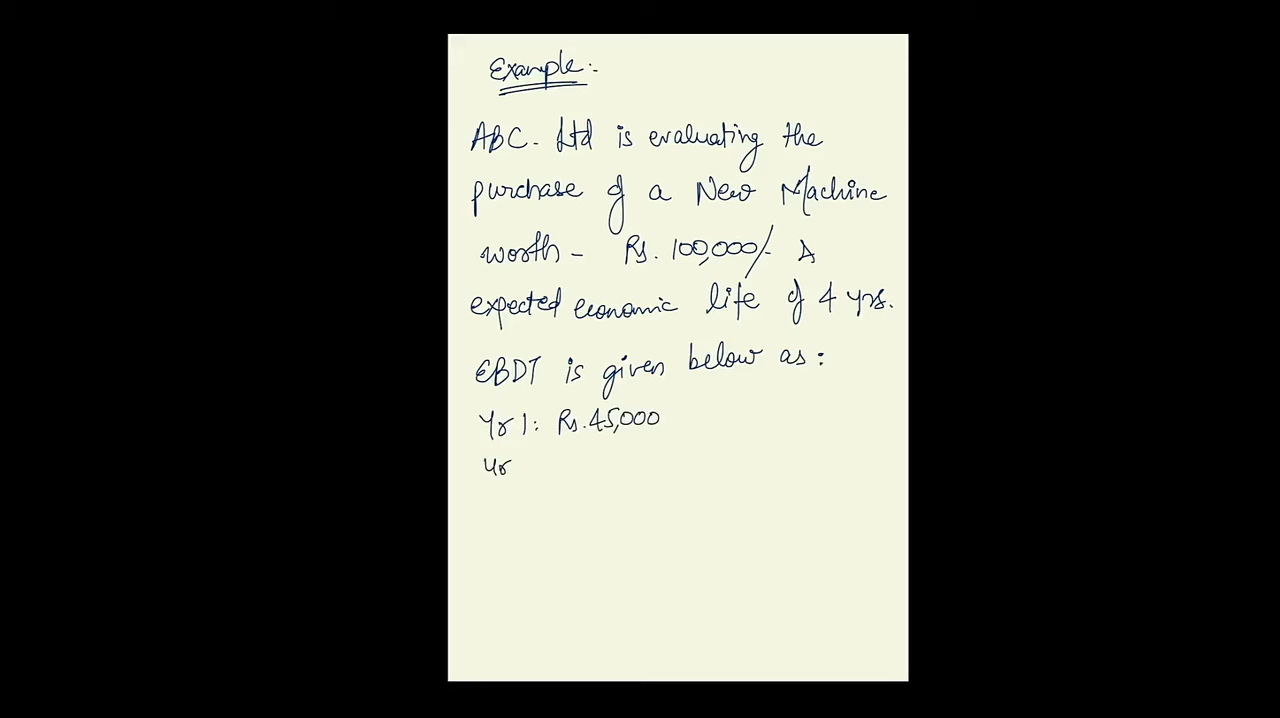 Example:-
ABC. Ltd is evaluating the
purchase of a New Machine
worth - Rs. 100,000/- &
expected economic life of 4 yrs.
EBDT is given below as:
Yr 1: Rs. 45,000
Yr